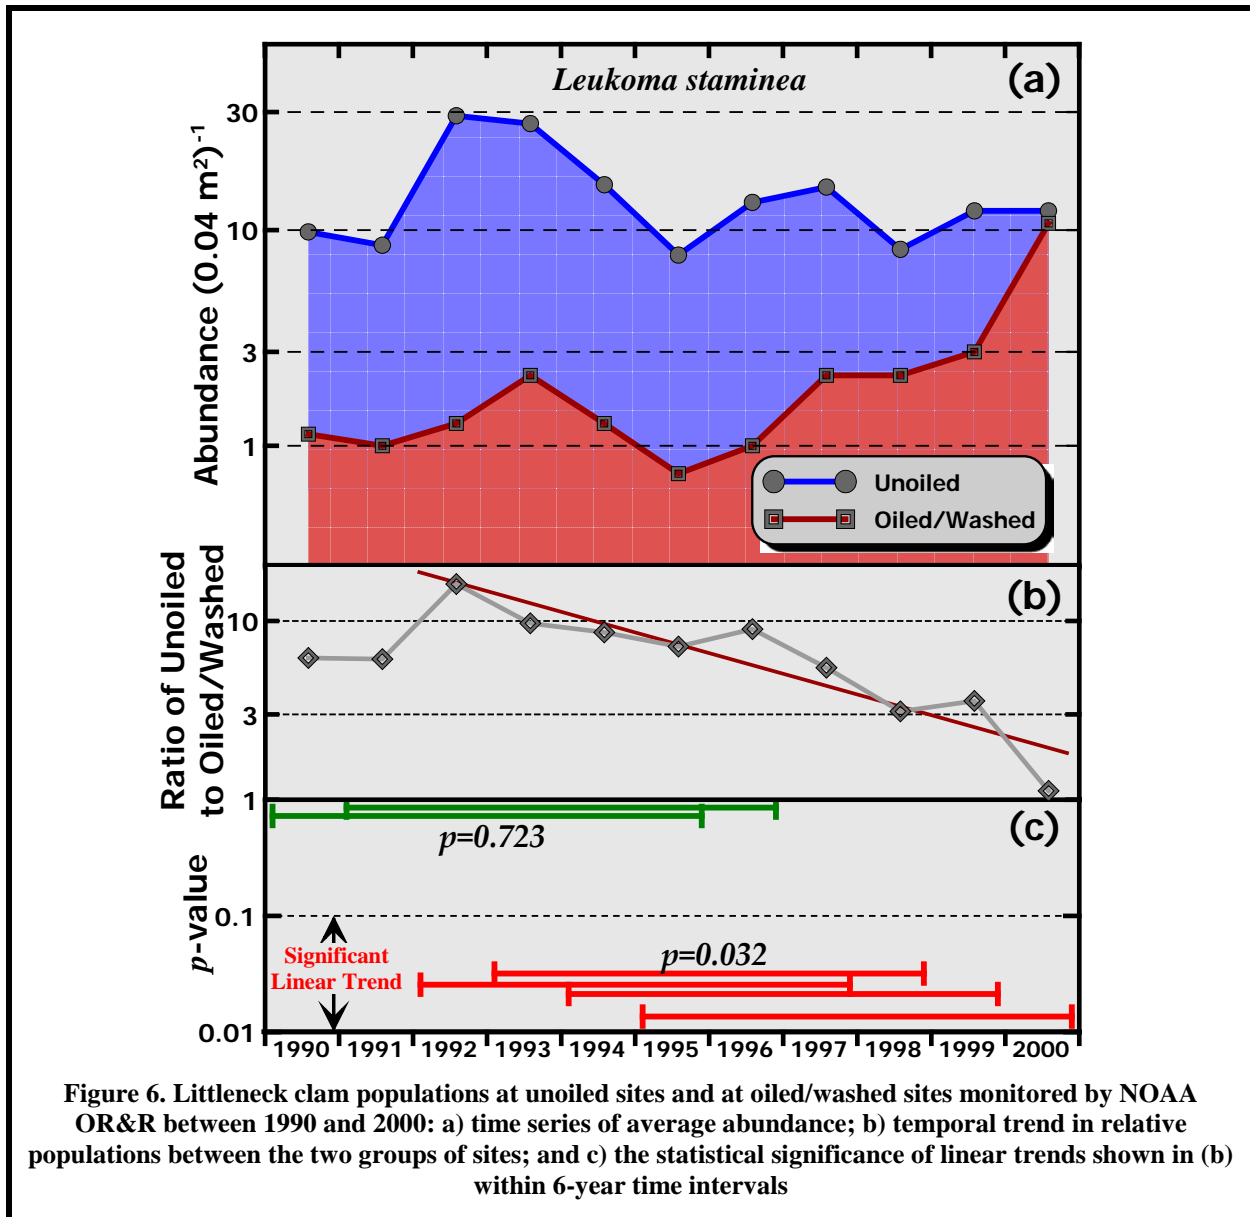 Leukoma staminea
(a)
Abundance (0.04 m²)⁻¹
30
10
3
1
Unoiled
Oiled/Washed
(b)
Ratio of Unoiled
to Oiled/Washed
10
3
1
(c)
p=0.723
p-value
0.1
Significant
Linear Trend
p=0.032
0.01
1990 1991 1992 1993 1994 1995 1996 1997 1998 1999 2000
Figure 6. Littleneck clam populations at unoiled sites and at oiled/washed sites monitored by NOAA
OR&R between 1990 and 2000: a) time series of average abundance; b) temporal trend in relative
populations between the two groups of sites; and c) the statistical significance of linear trends shown in (b)
within 6-year time intervals